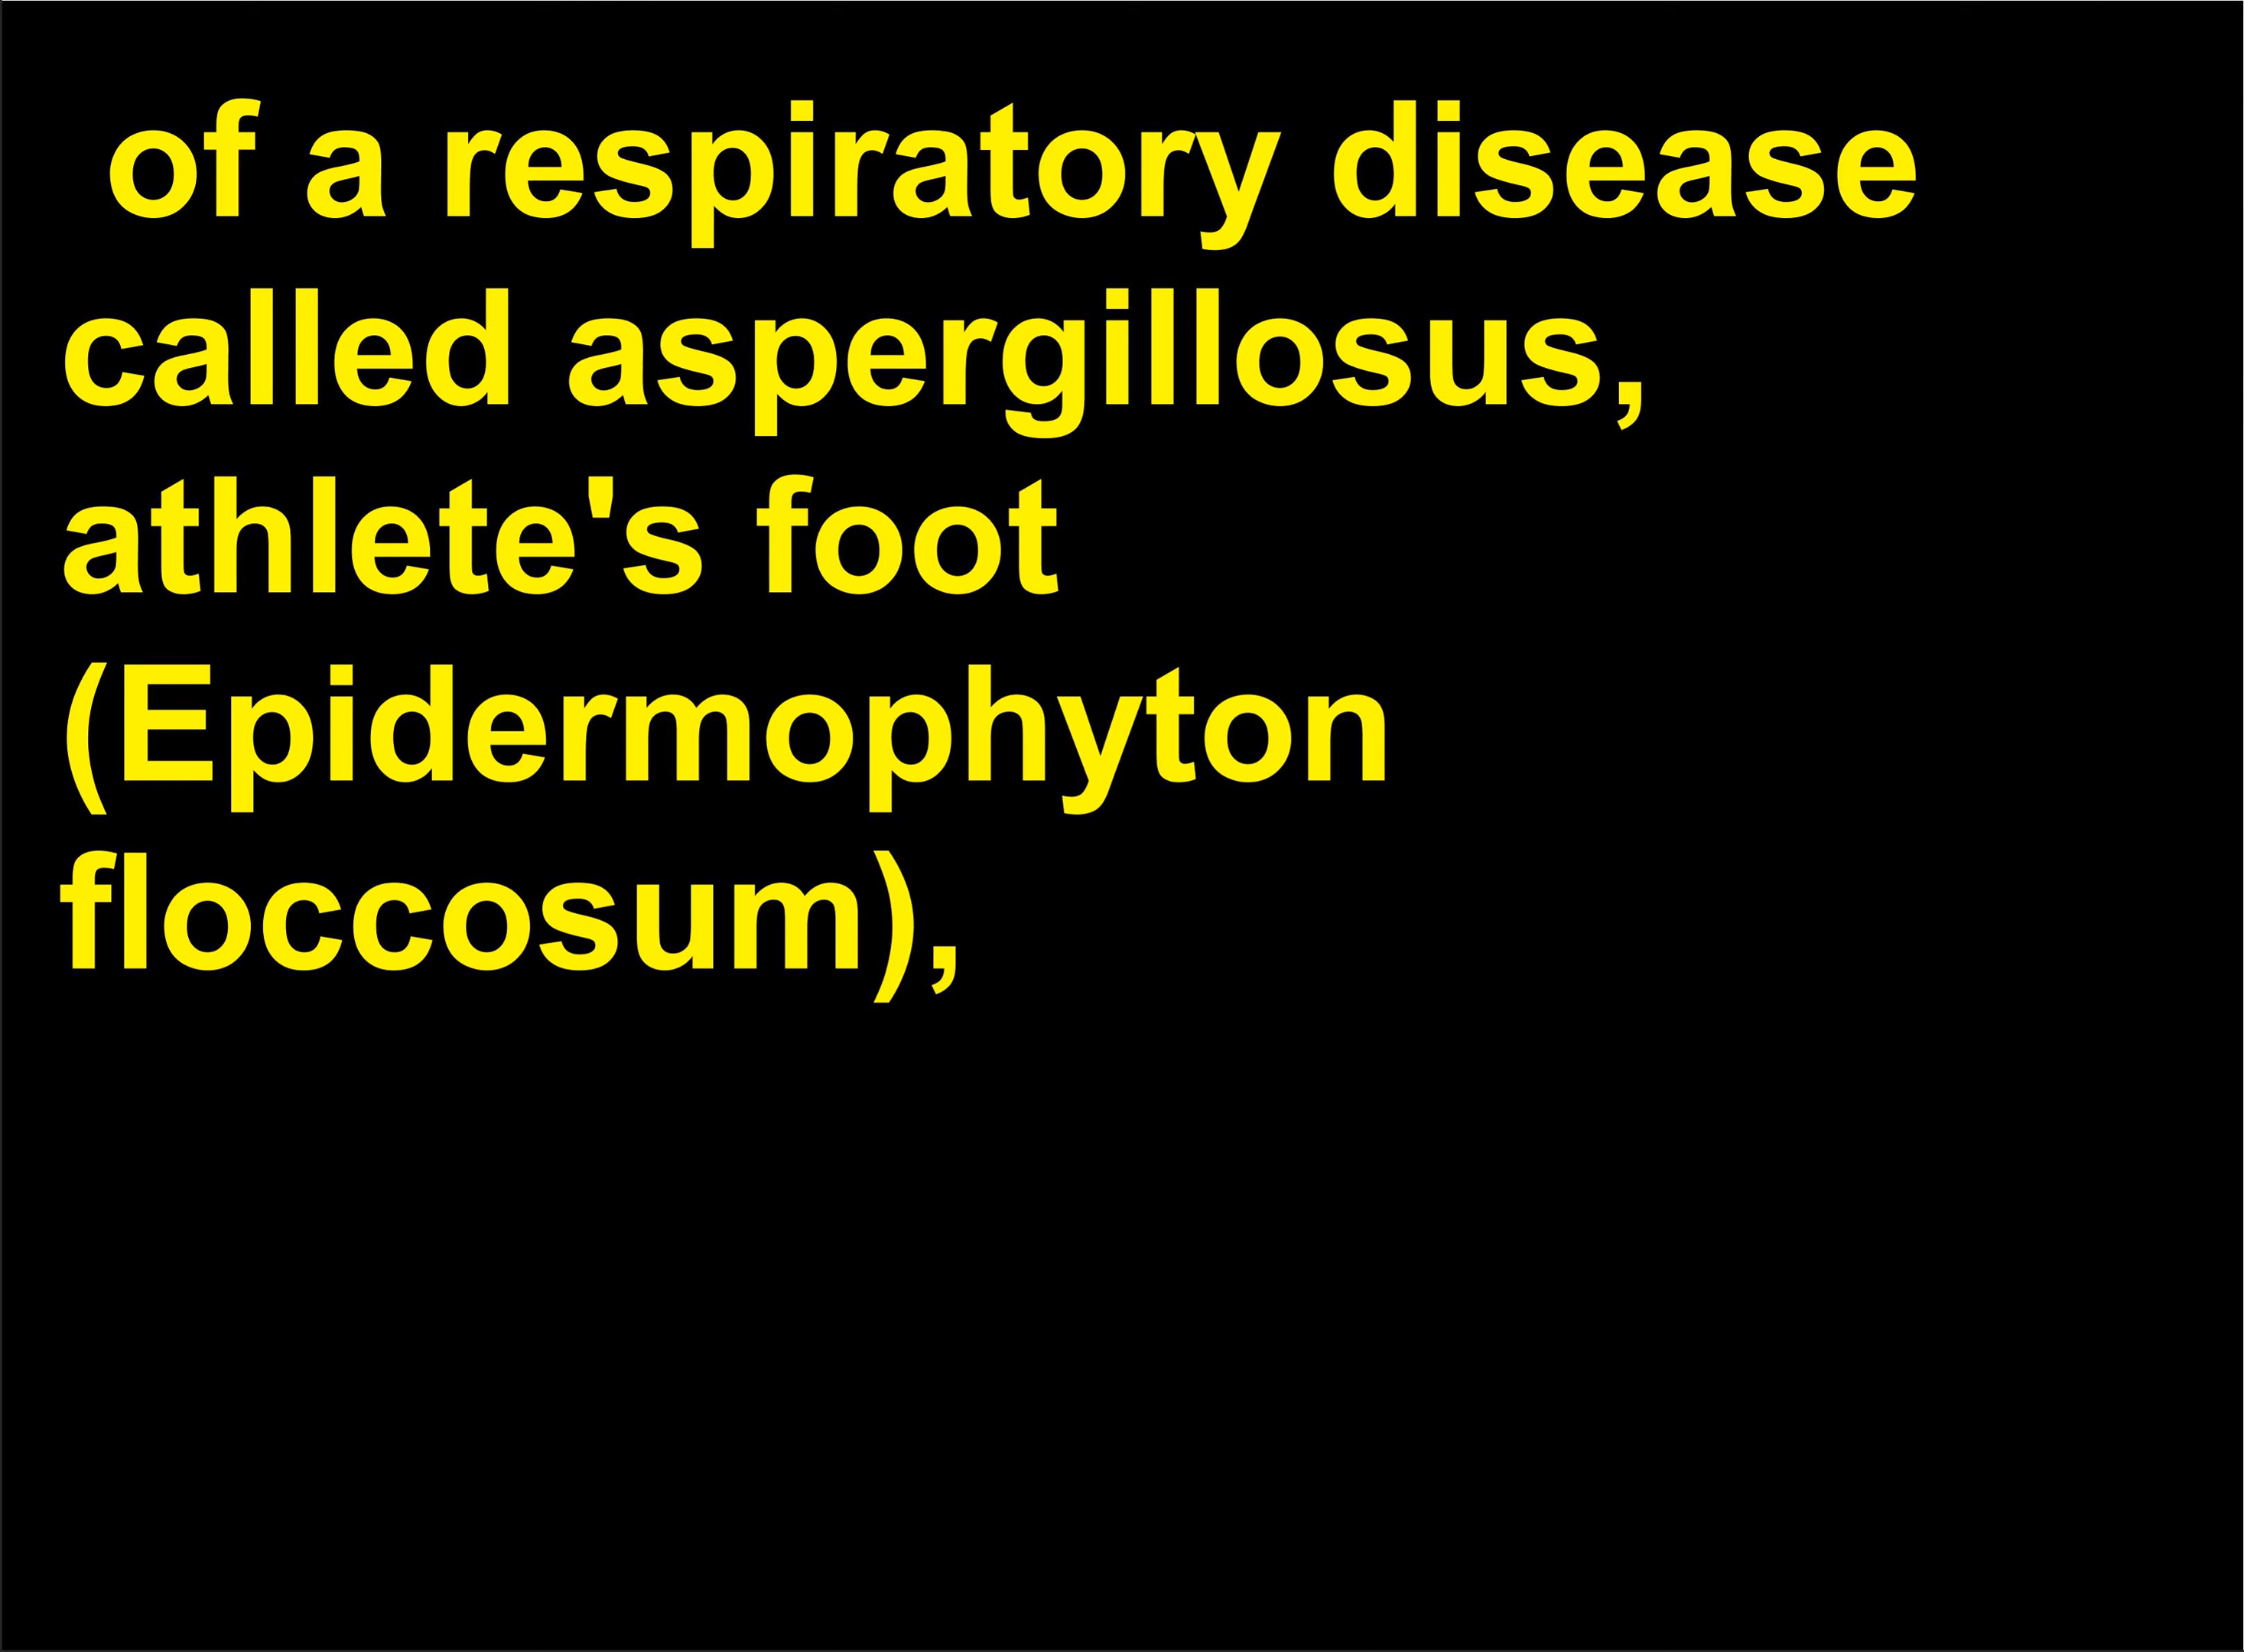 of a respiratory disease
called aspergillosus,
athlete's foot
(Epidermophyton
floccosum),